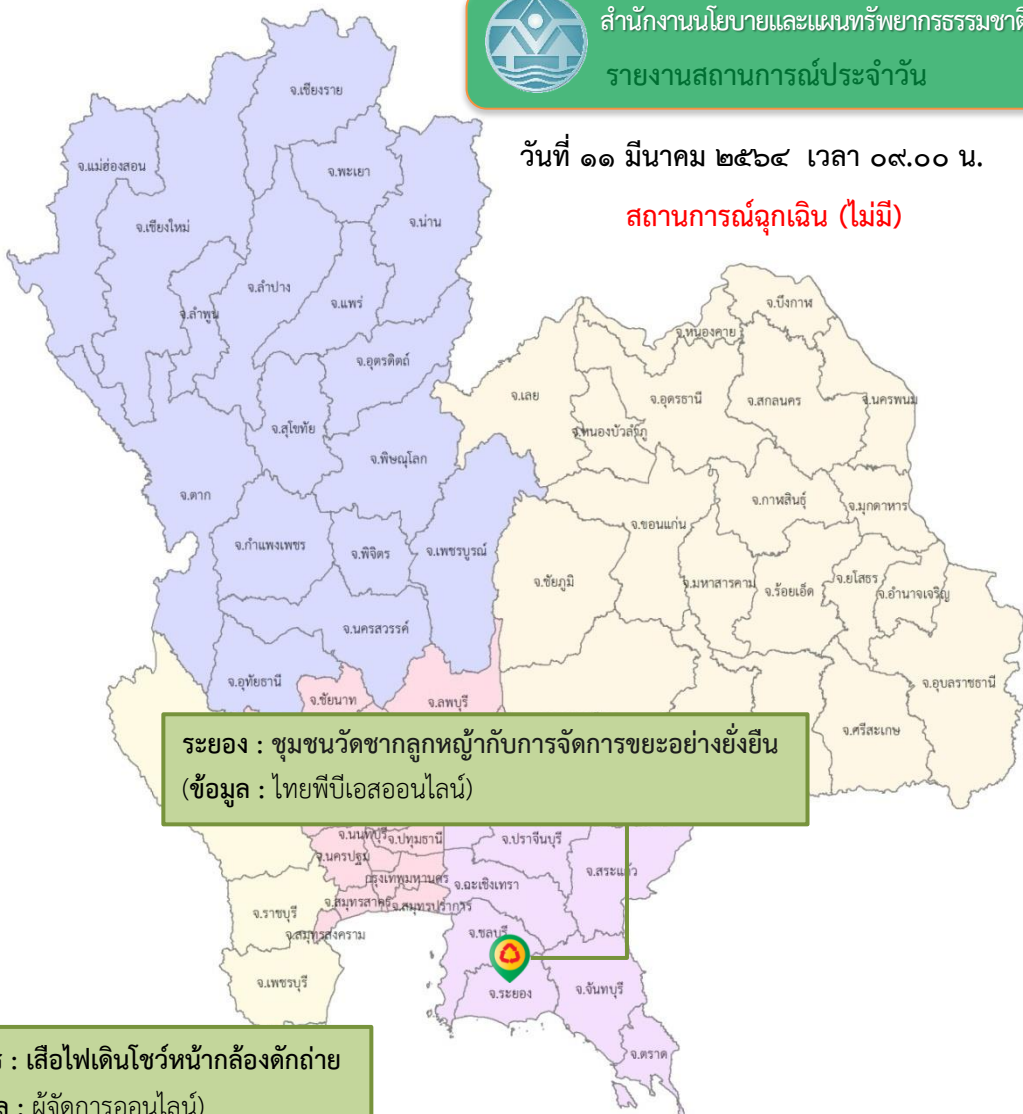 สำนักงานนโยบายและแผนทรัพยากรธรรมชาติ
รายงานสถานการณ์ประจำวัน
วันที่ ๑๑ มีนาคม ๒๕๖๔ เวลา ๐๙.๐๐ น.
สถานการณ์ฉุกเฉิน (ไม่มี)
จ.เชียงราย
จ.แม่ฮ่องสอน
จ.พะเยา
จ.เชียงใหม่
จ.น่าน
จ.ลำปาง
จ.ลำพูน
จ.แพร่
จ.บึงกาฬ
จ.หนองคาย
จ.อุตรดิตถ์
จ.เลย
จ.อุดรธานี
จ.สกลนคร
จ.นครพนม
จ.สุโขทัย
จ.หนองบัวลำภู
จ.พิษณุโลก
จ.ตาก
จ.กาฬสินธุ์
จ.มุกดาหาร
จ.ขอนแก่น
จ.กำแพงเพชร
จ.พิจิตร
จ.เพชรบูรณ์
จ.ชัยภูมิ
จ.มหาสารคาม
จ.ร้อยเอ็ด
จ.ยโสธร
จ.อำนาจเจริญ
จ.นครสวรรค์
จ.อุทัยธานี
จ.ชัยนาท
จ.ลพบุรี
จ.อุบลราชธานี
จ.ศรีสะเกษ
ระยอง : ชุมชนวัดชากลูกหญ้ากับการจัดการขยะอย่างยั่งยืน
(ข้อมูล : ไทยพีบีเอสออนไลน์)
จ.นนทบุรี
จ.ปทุมธานี
จ.ปราจีนบุรี
จ.นครปฐม
กรุงเทพมหานคร
จ.ฉะเชิงเทรา
จ.สระแก้ว
จ.สมุทรสาคร
จ.สมุทรปราการ
จ.ราชบุรี
จ.สมุทรสงคราม
จ.ชลบุรี
จ.เพชรบุรี
จ.ระยอง
จ.จันทบุรี
จ.ตราด
: เสือไฟเดินโชว์หน้ากล้องดักถ่าย
: ผู้จัดการออนไลน์)